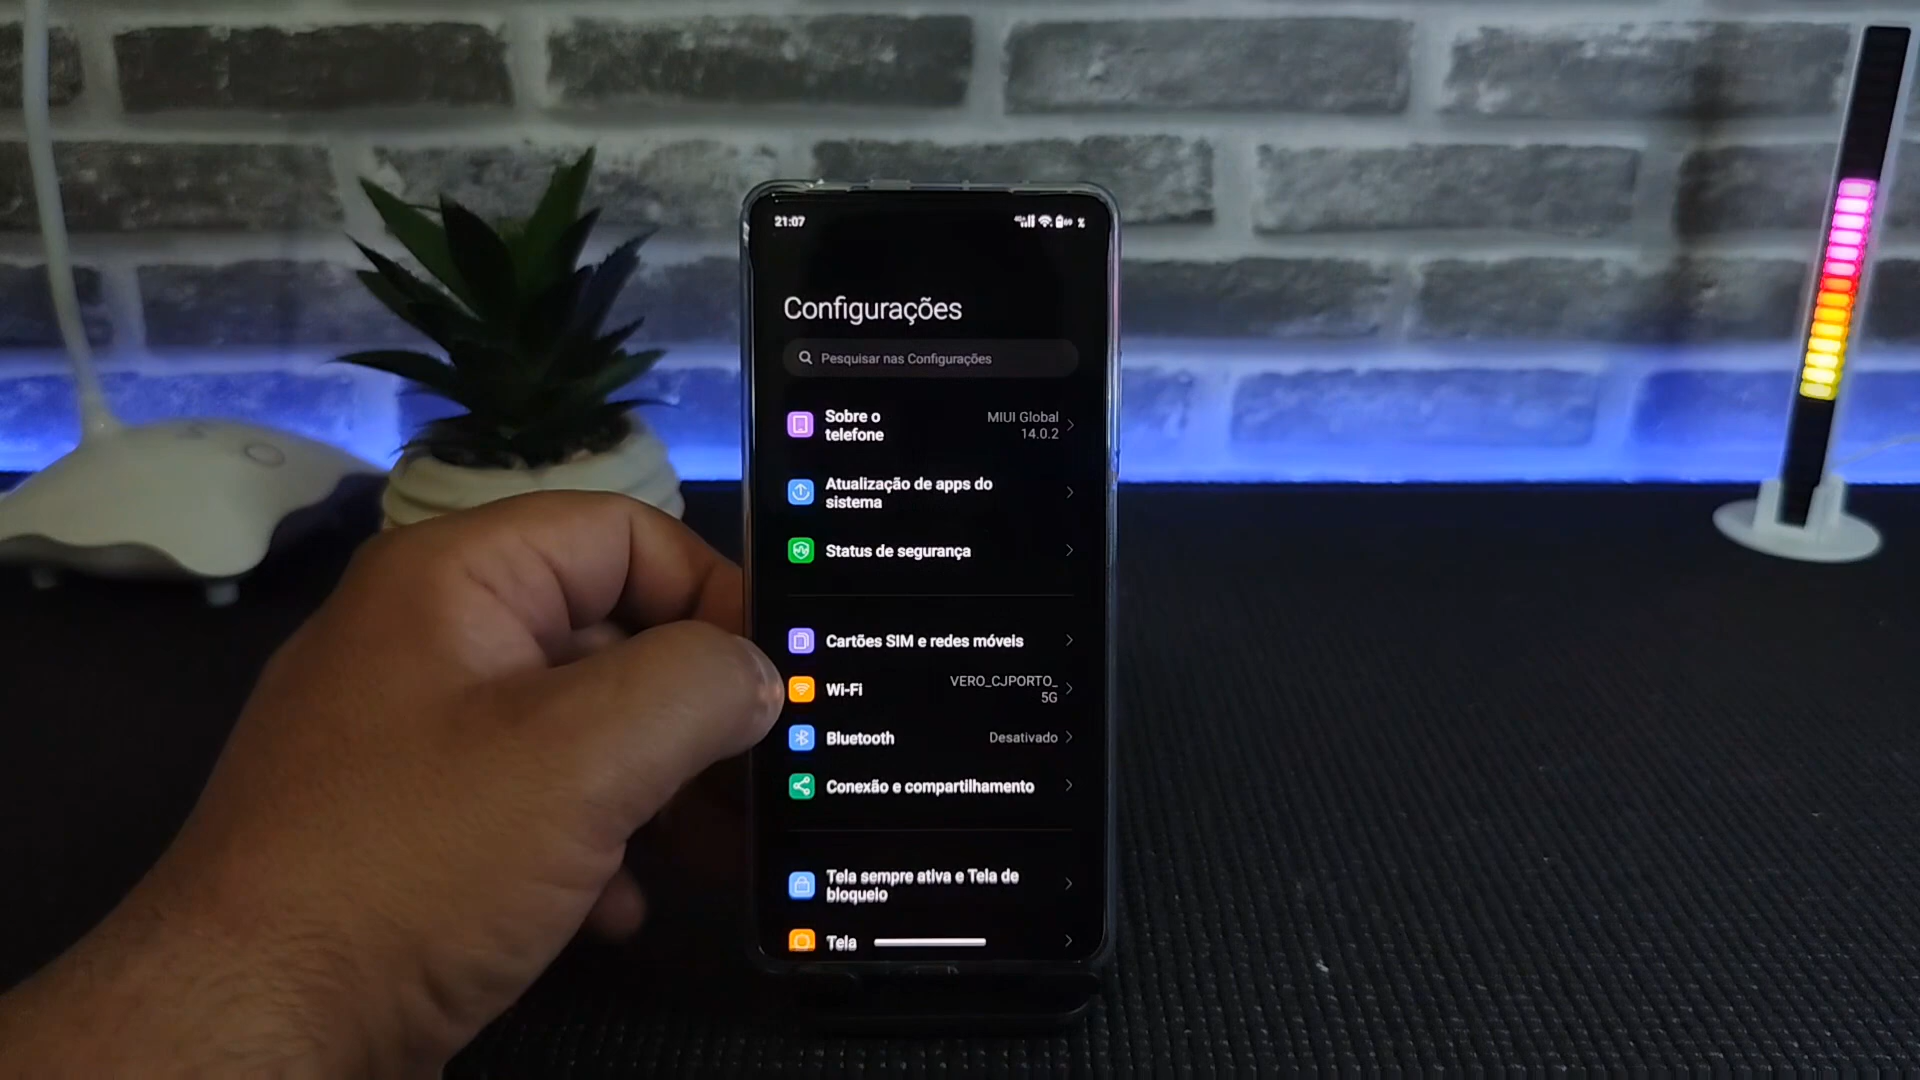 21:07
Configurações
Pesquisar nas Configurações
Sobre o
telefone
MIUI Global
14.0.2
Atualização de apps do
sistema
Status de segurança
Cartões SIM e redes móveis
Wi-Fi
VERO_CJPORTO_
5G
Bluetooth
Desativado
Conexão e compartilhamento
Tela sempre ativa e Tela de
bloqueio
Tela